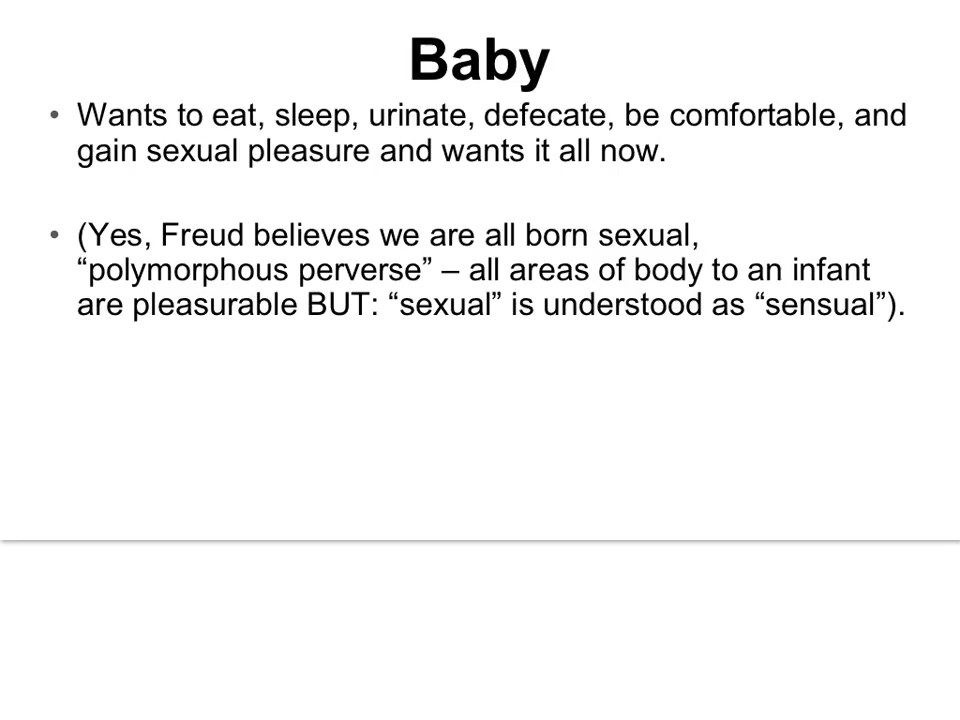 Baby
• Wants to eat, sleep, urinate, defecate, be comfortable, and
gain sexual pleasure and wants it all now.
• (Yes, Freud believes we are all born sexual,
“polymorphous perverse” – all areas of body to an infant
are pleasurable BUT: “sexual” is understood as “sensual”).